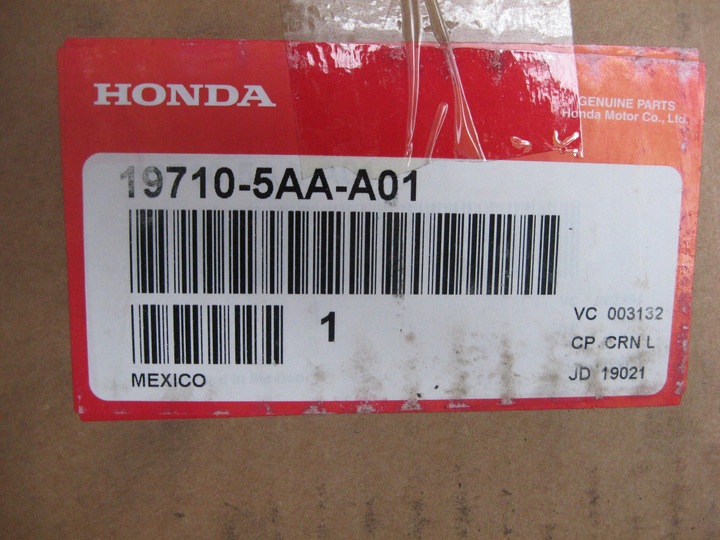 HONDA
GENUINE PARTS
Honda Motor Co., Ltd.
19710-5AA-A01
1
VC 003132
CP CRN L
JD 19021
MEXICO